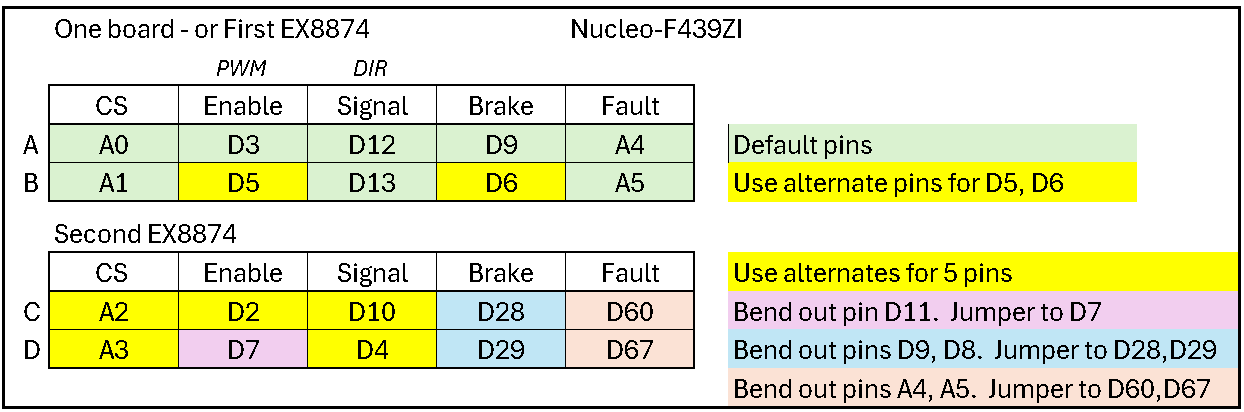 One board - or First EX8874 Nucleo-F439ZI
PWM DIR
CS Enable Signal Brake Fault
A A0 D3 D12 D9 A4 Default pins
B A1 D5 D13 D6 A5 Use alternate pins for D5, D6
Second EX8874
CS Enable Signal Brake Fault Use alternates for 5 pins
C A2 D2 D10 D28 D60 Bend out pin D11. Jumper to D7
D A3 D7 D4 D29 D67 Bend out pins D9, D8. Jumper to D28,D29
Bend out pins A4, A5. Jumper to D60,D67